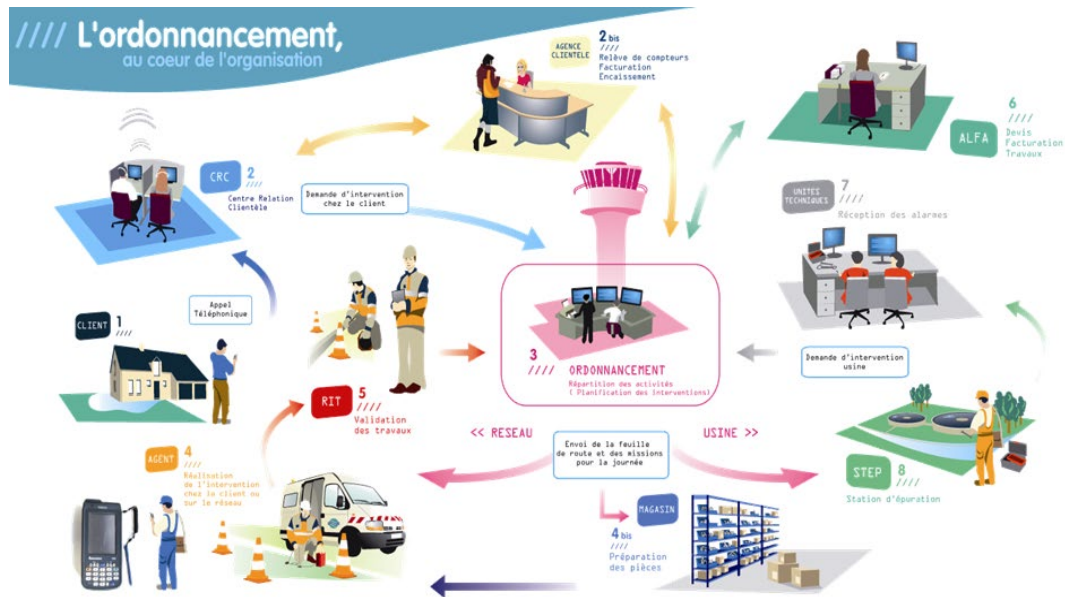 //// L'ordonnancement,
au coeur de l'organisation
AGENCE
CLIENTELE
2 bis
////
Relève de compteurs
Facturation
Encaissement
6
////
ALFA
Devis
Facturation
Travaux
CRC
2
////
Centre Relation
Clientèle
Demande d'intervention
chez le client
UNITES
TECHNIQUES
7
////
Réception des alarmes
Appel
Téléphonique
CLIENT
1
////
3
////
ORDONNANCEMENT
Répartition des activités
( Planification des Interventions)
Demande d'intervention
usine
RIT
5
////
Validation
des travaux
<< RESEAU
USINE >>
Envoi de la feuille
de route et des missions
pour la journée
AGENT
4
////
Réalisation
de l'intervention
chez la client ou
sur le réseau
STEP
8
////
Station d'épuration
MAGASIN
4 bis
////
Préparation
des pièces